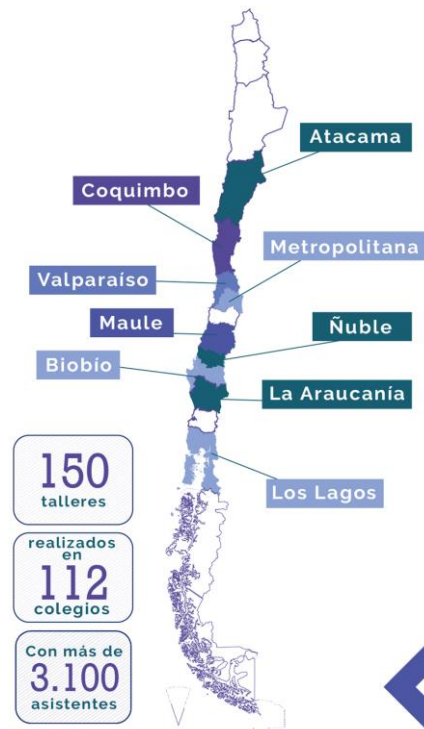 Atacama
Coquimbo
Metropolitana
Valparaíso
Maule
Ñuble
Biobío
La Araucanía
Los Lagos
150
talleres
realizados
en
112
colegios
Con más de
3.100
asistentes